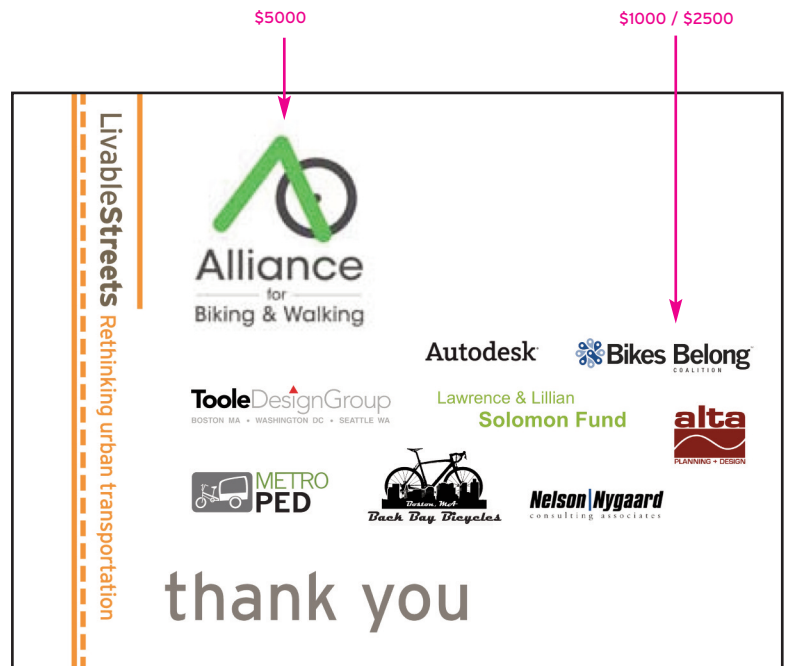 $5000
$1000 / $2500
LivableStreets Rethinking urban transportation
Alliance
for
Biking & Walking
Autodesk
Bikes Belong
COALITION
TooleDesignGroup
BOSTON MA • WASHINGTON DC • SEATTLE WA
Lawrence & Lillian
Solomon Fund
alta
PLANNING + DESIGN
METRO
PED
Boston, MA
Back Bay Bicycles
Nelson|Nygaard
consulting associates
thank you